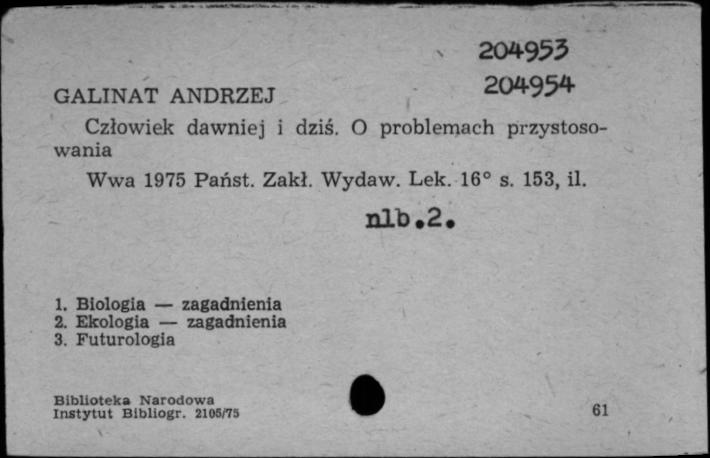 204953
204954
GALINAT ANDRZEJ
Człowiek dawniej i dziś. O problemach przystoso-
wania
Wwa 1975 Państ. Zakł. Wydaw. Lek. 16° s. 153, il.
nlb.2.
1. Biologia — zagadnienia
2. Ekologia — zagadnienia
3. Futurologia
Biblioteka Narodowa
Instytut Bibliogr. 2105/75
61